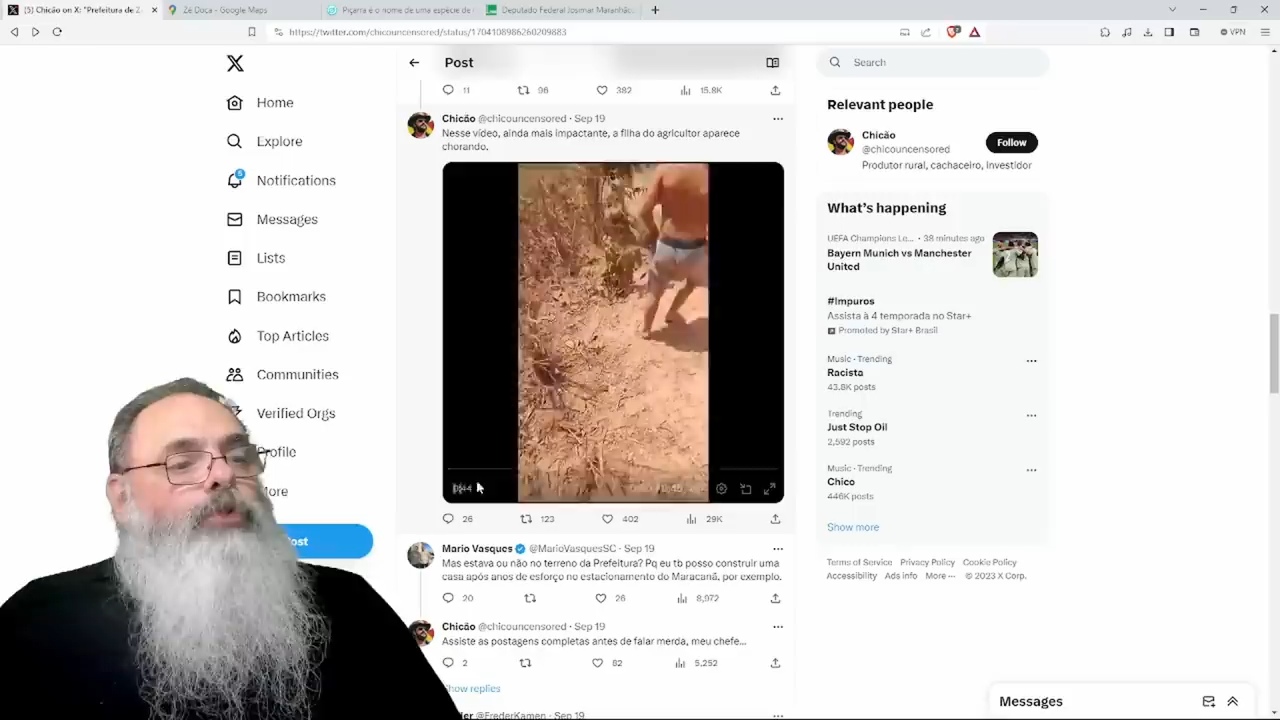 (5) Chicão on X: "Prefeitura de Z
Zé Doca - Google Maps
Piçarra é o nome de uma espécie de r
Deputado Federal Josimar Maranhão
https://twitter.com/chicouncensored/status/1704108986260209883
VPN
Post
Search
Home
Explore
Notifications
6
Messages
Lists
Bookmarks
Top Articles
Communities
Verified Orgs
Profile
More
Post
11
96
382
15.8K
Chicão @chicouncensored · Sep 19
Nesse vídeo, ainda mais impactante, a filha do agricultor aparece
chorando.
26
123
402
29K
Mario Vasques @MarioVasquesSC · Sep 19
Mas estava ou não no terreno da Prefeitura? Pq eu tb posso construir uma
casa após anos de esforço no estacionamento do Maracanã, por exemplo.
20
26
8,972
Chicão @chicouncensored · Sep 19
Assiste as postagens completas antes de falar merda, meu chefe...
2
82
5,252
how replies
@FrederKamen · Sep 19
Relevant people
Chicão
@chicouncensored
Follow
Produtor rural, cachaceiro, Investidor
What's happening
UEFA Champions Le... · 38 minutes ago
Bayern Munich vs Manchester
United
#Impuros
Assista à 4 temporada no Star+
Promoted by Star+ Brasil
Music · Trending
Racista
43.8K posts
Trending
Just Stop Oil
2,592 posts
Music · Trending
Chico
446K posts
Show more
Terms of Service Privacy Policy Cookie Policy
Accessibility Ads info More ··· © 2023 X Corp.
Messages